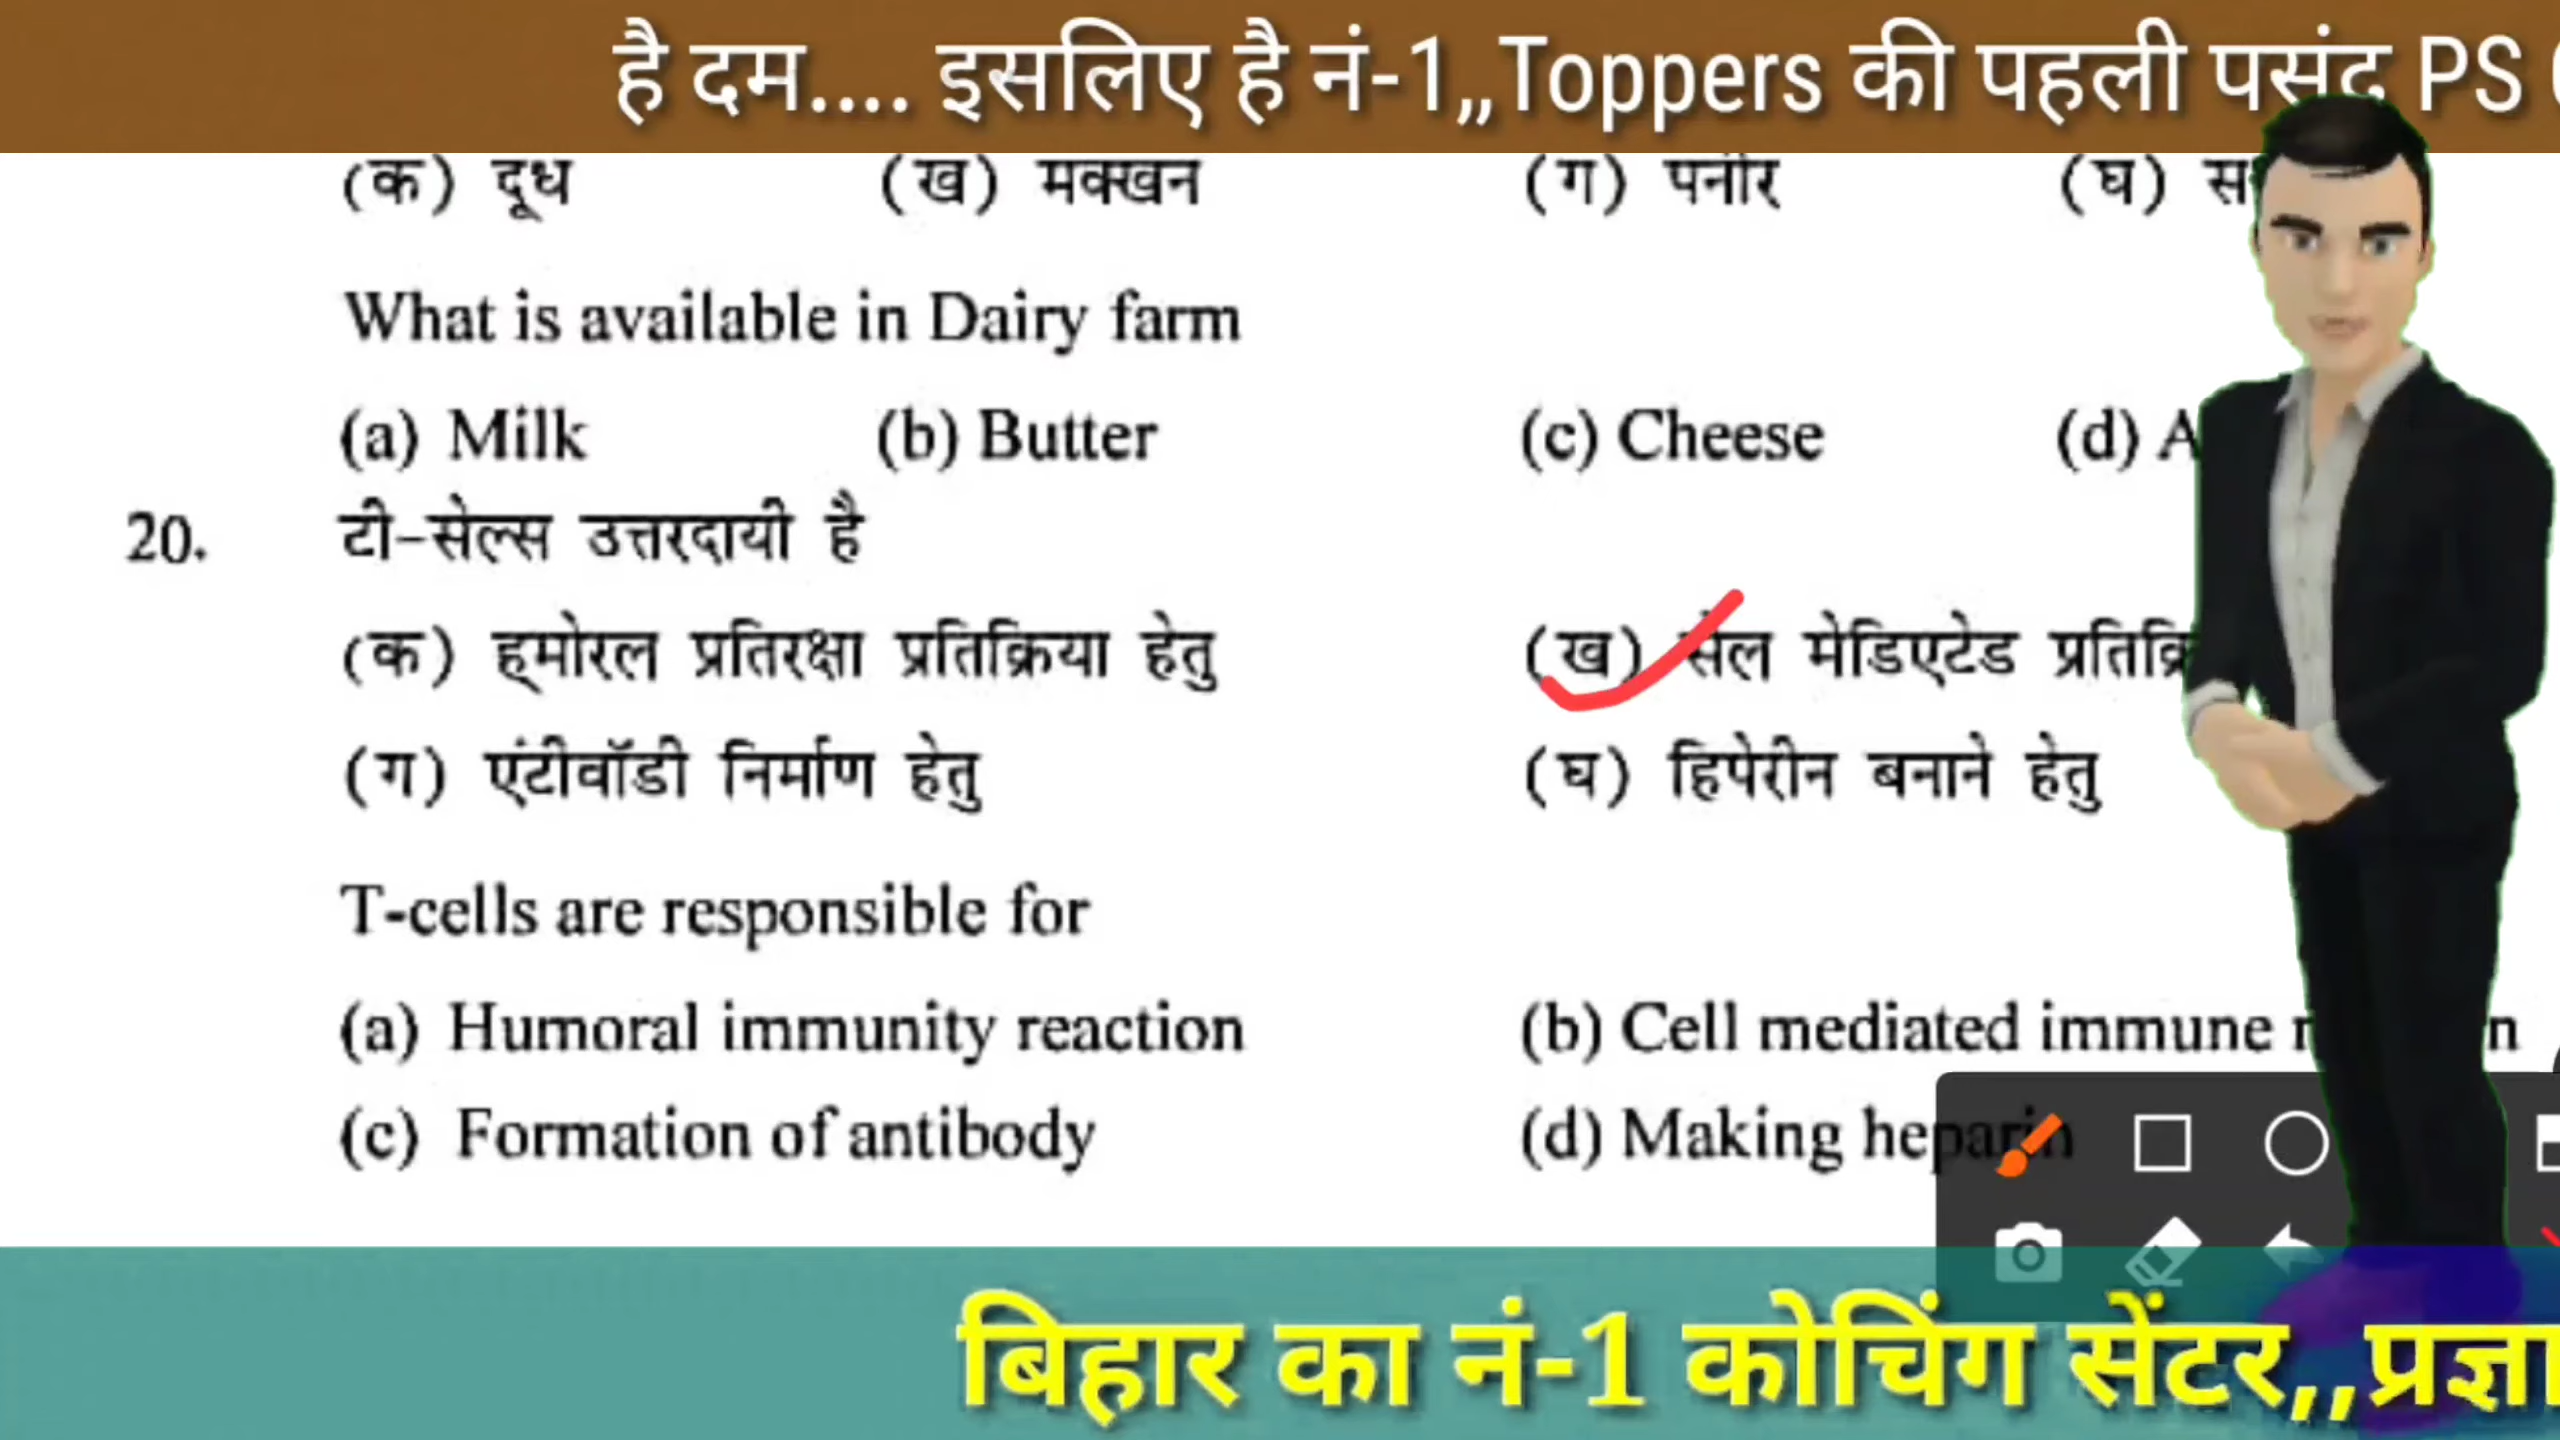 है दम.... इसलिए है नं-1,,Toppers की पहली पसंद PS
(क) दूध (ख) मक्खन (ग) पनीर (घ)
What is available in Dairy farm
(a) Milk (b) Butter (c) Cheese (d)
20. टी-सेल्स उत्तरदायी है
(क) ह्मोरल प्रतिरक्षा प्रतिक्रिया हेतु (ख) सेल मेडिएटेड
(ग) एंटीवॉडी निर्माण हेतु (घ) हिपेरीन बनाने हेतु
T-cells are responsible for
(a) Humoral immunity reaction (b) Cell mediated immune
(c) Formation of antibody (d) Making heparin
बिहार का नं-1 कोचिंग सेंटर,,